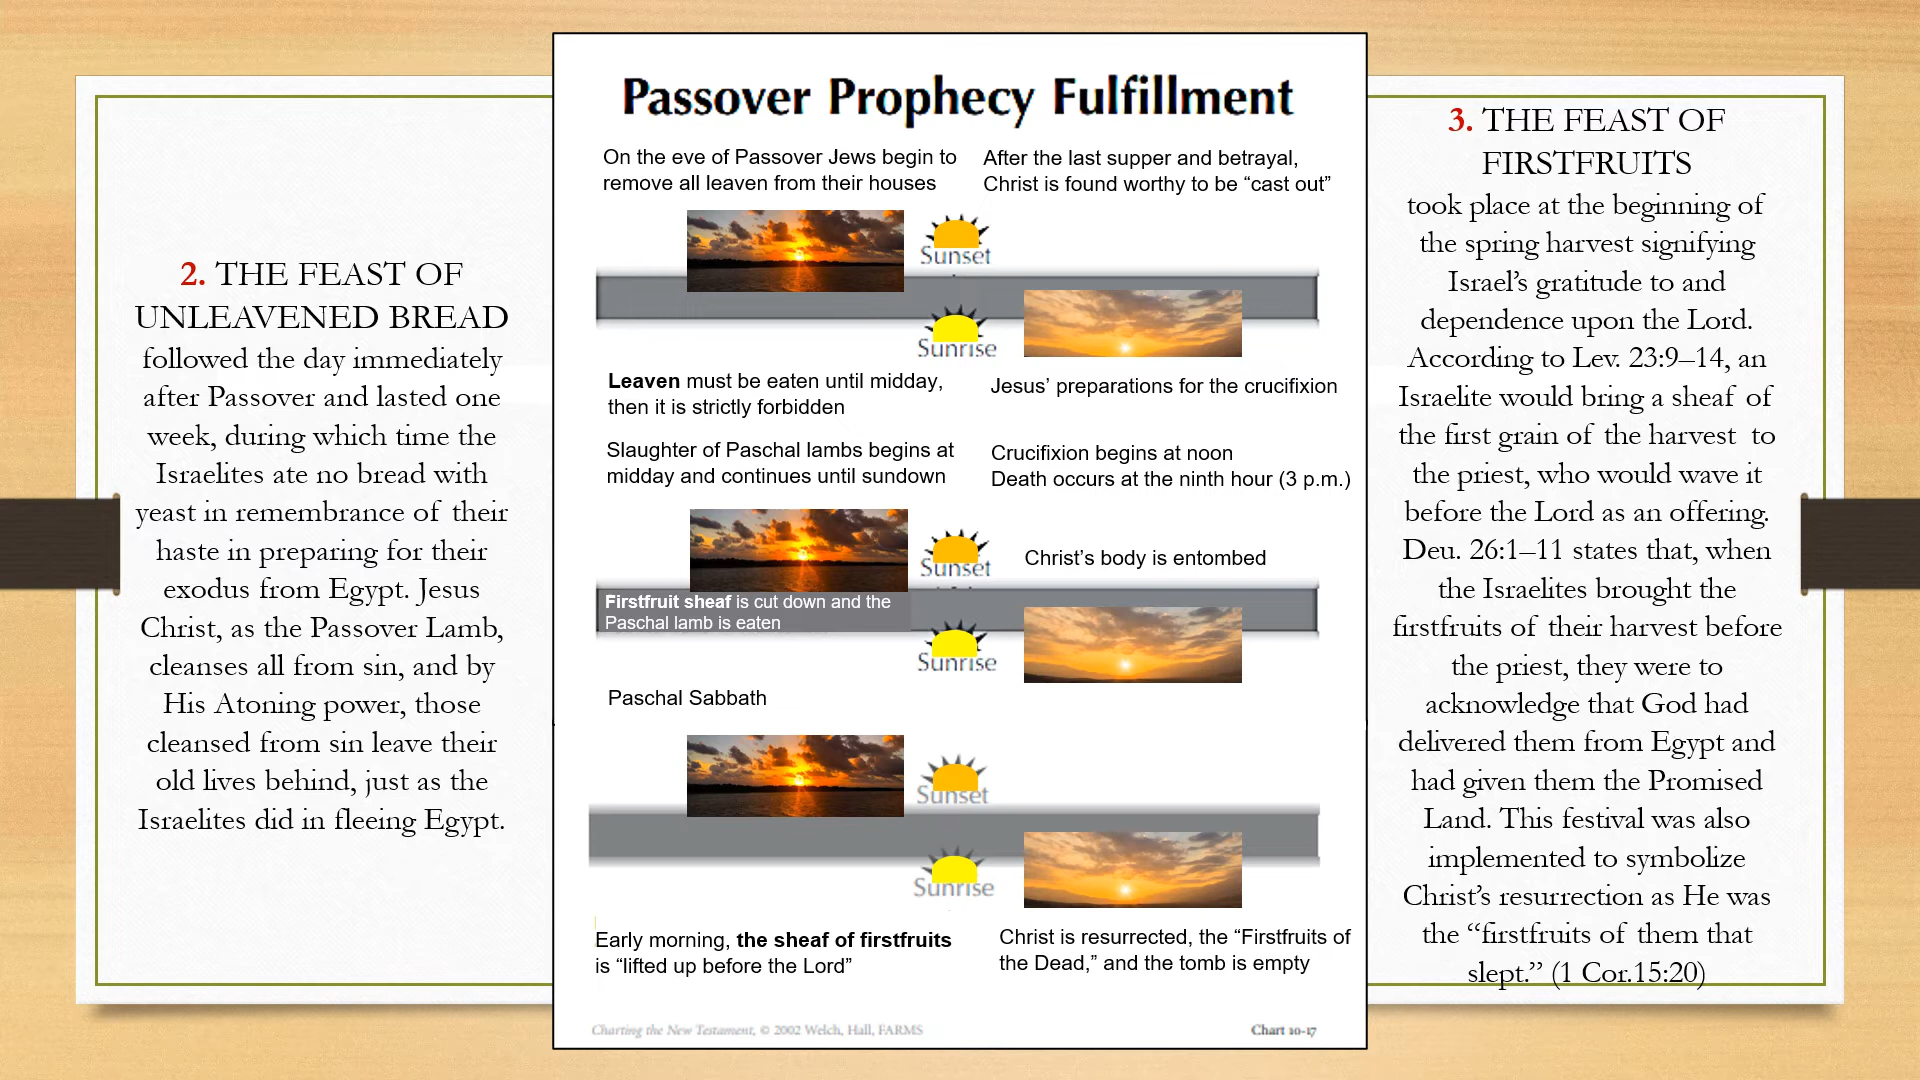 2. THE FEAST OF
UNLEAVENED BREAD
followed the day immediately
after Passover and lasted one
week, during which time the
Israelites ate no bread with
yeast in remembrance of their
haste in preparing for their
exodus from Egypt. Jesus
Christ, as the Passover Lamb,
cleanses all from sin, and by
His Atoning power, those
cleansed from sin leave their
old lives behind, just as the
Israelites did in fleeing Egypt.
Passover Prophecy Fulfillment
On the eve of Passover Jews begin to
remove all leaven from their houses
After the last supper and betrayal,
Christ is found worthy to be “cast out”
Sunset
Sunrise
Leaven must be eaten until midday,
then it is strictly forbidden
Jesus’ preparations for the crucifixion
Slaughter of Paschal lambs begins at
midday and continues until sundown
Crucifixion begins at noon
Death occurs at the ninth hour (3 p.m.)
Sunset
Christ’s body is entombed
Firstfruit sheaf is cut down and the
Paschal lamb is eaten
Sunrise
Paschal Sabbath
Sunset
Sunrise
Early morning, the sheaf of firstfruits
is “lifted up before the Lord”
Christ is resurrected, the “Firstfruits of
the Dead,” and the tomb is empty
Charting the New Testament, © 2002 Welch, Hall, FARMS
Chart 10-17
3. THE FEAST OF
FIRSTFRUITS
took place at the beginning of
the spring harvest signifying
Israel’s gratitude to and
dependence upon the Lord.
According to Lev. 23:9–14, an
Israelite would bring a sheaf of
the first grain of the harvest to
the priest, who would wave it
before the Lord as an offering.
Deu. 26:1–11 states that, when
the Israelites brought the
firstfruits of their harvest before
the priest, they were to
acknowledge that God had
delivered them from Egypt and
had given them the Promised
Land. This festival was also
implemented to symbolize
Christ’s resurrection as He was
the “firstfruits of them that
slept.” (1 Cor.15:20)